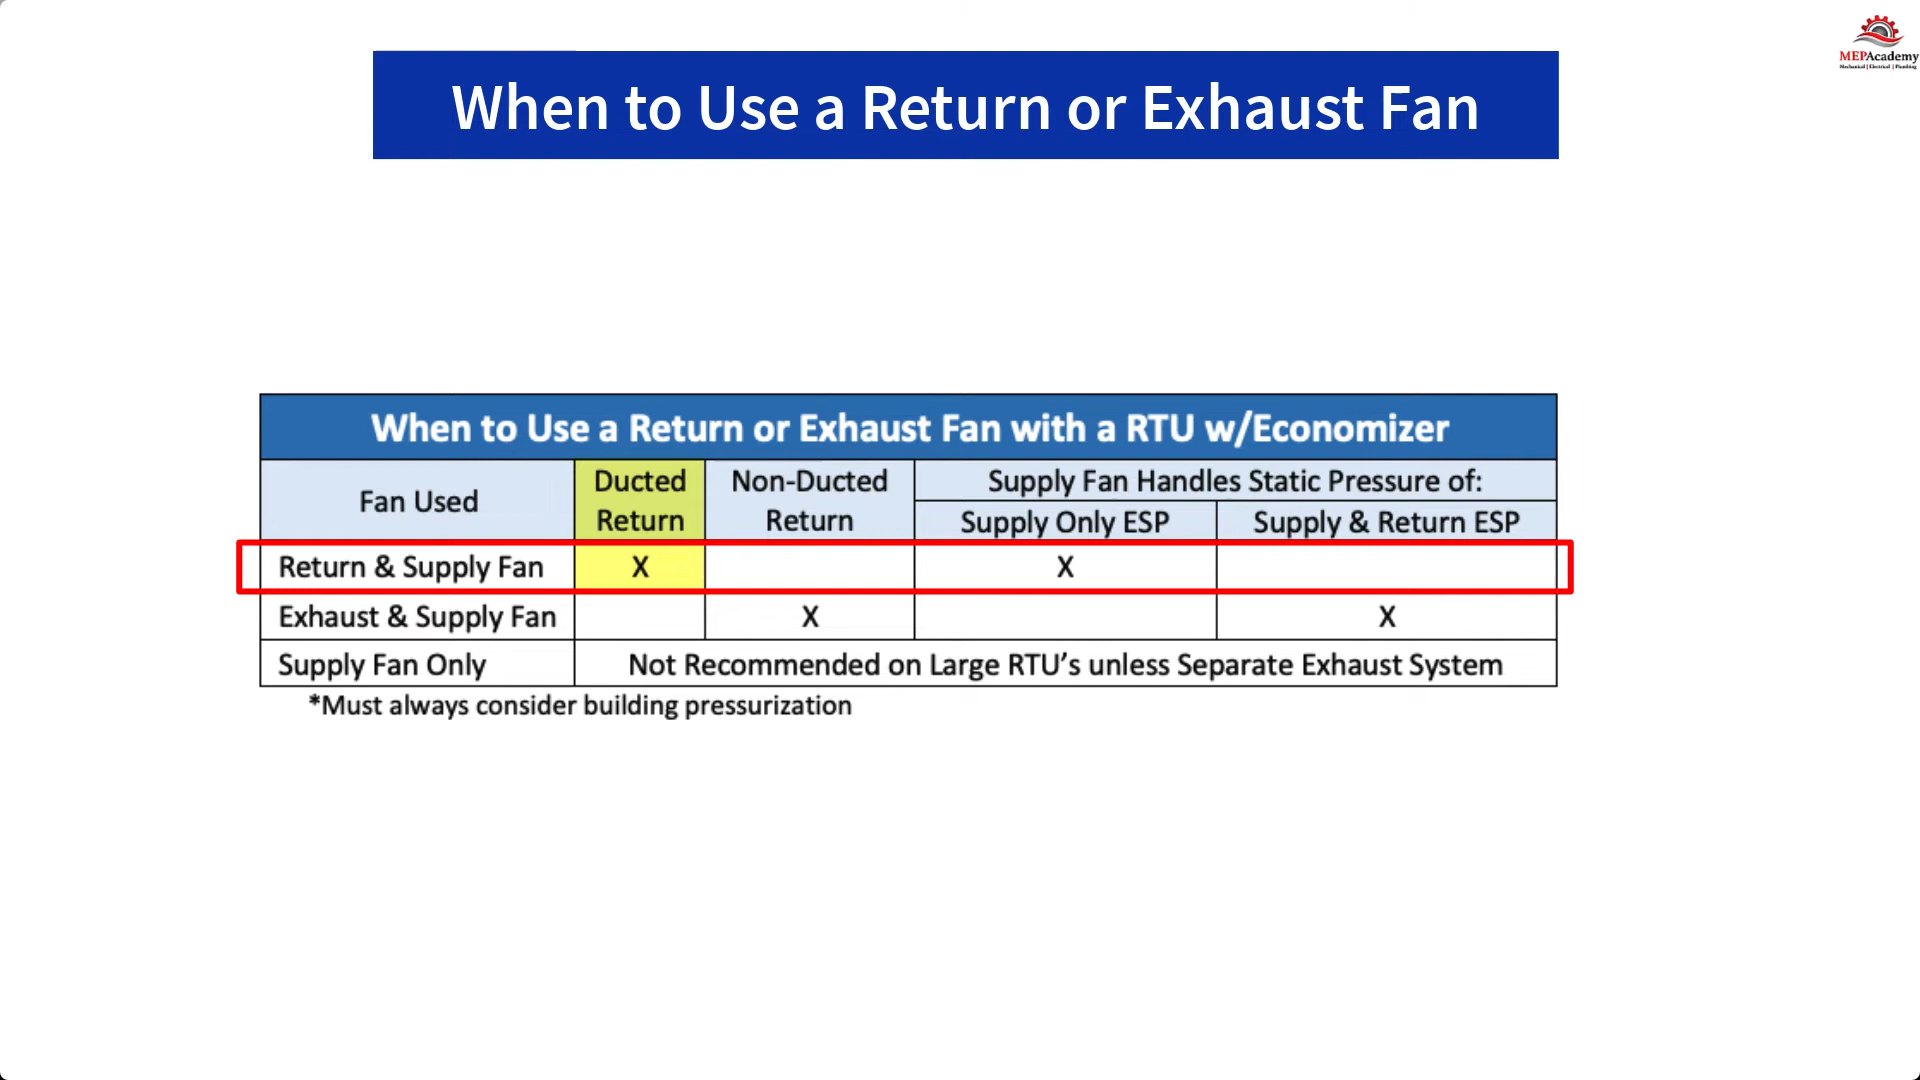 MEPAcademy
Mechanical | Electrical | Plumbing
When to Use a Return or Exhaust Fan
When to Use a Return or Exhaust Fan with a RTU w/Economizer
Fan Used
Ducted
Return
Non-Ducted
Return
Supply Fan Handles Static Pressure of:
Supply Only ESP
Supply & Return ESP
Return & Supply Fan X X
Exhaust & Supply Fan X X
Supply Fan Only Not Recommended on Large RTU’s unless Separate Exhaust System
*Must always consider building pressurization